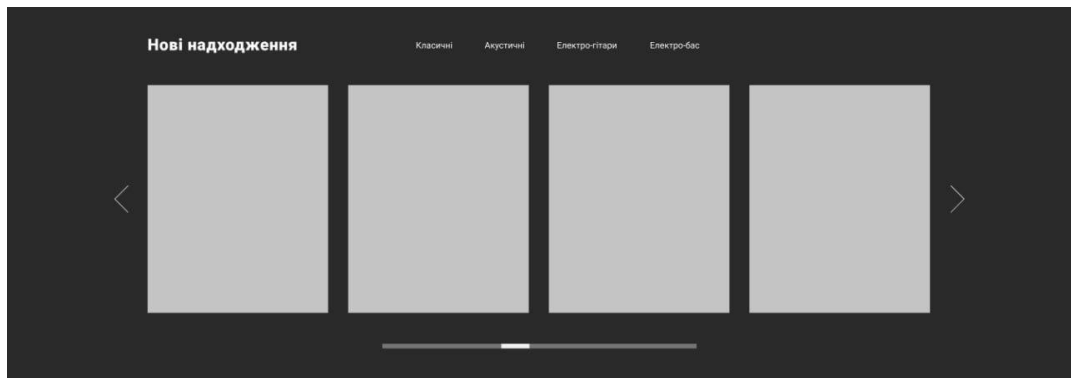 Нові надходження
Класичні Акустичні Електро-гітари Електро-бас